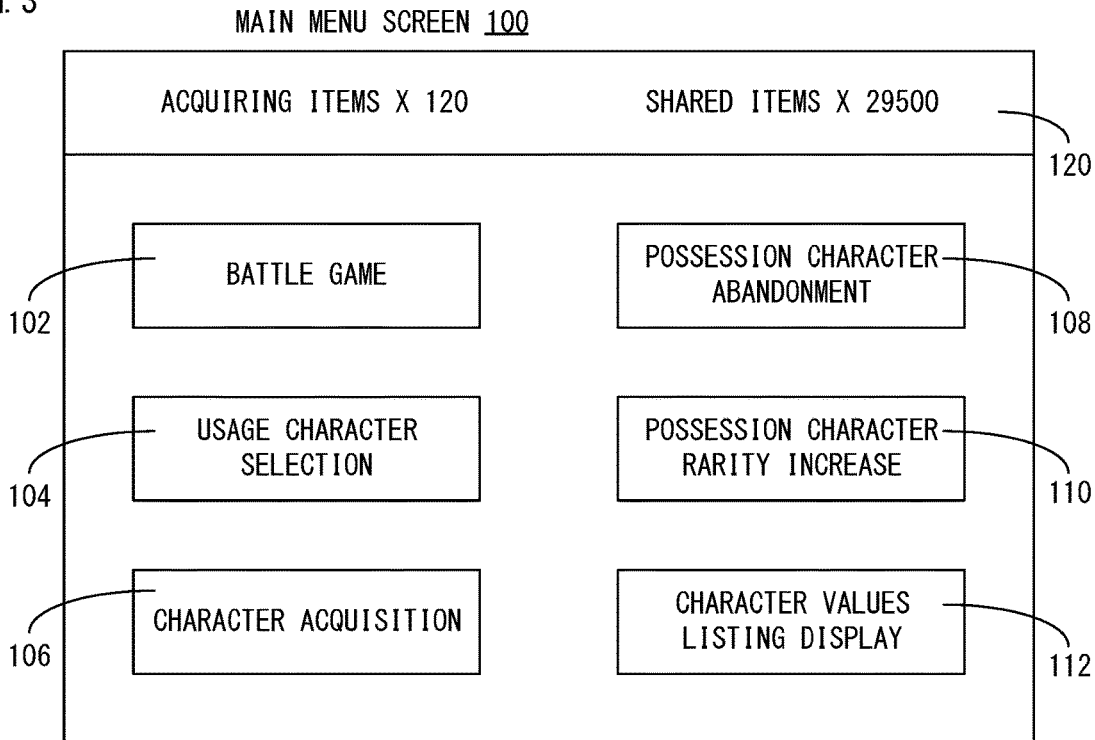 MAIN MENU SCREEN 100
ACQUIRING ITEMS X 120
SHARED ITEMS X 29500
120
BATTLE GAME
102
POSSESSION CHARACTER
ABANDONMENT
108
USAGE CHARACTER
SELECTION
104
POSSESSION CHARACTER
RARITY INCREASE
110
CHARACTER ACQUISITION
106
CHARACTER VALUES
LISTING DISPLAY
112